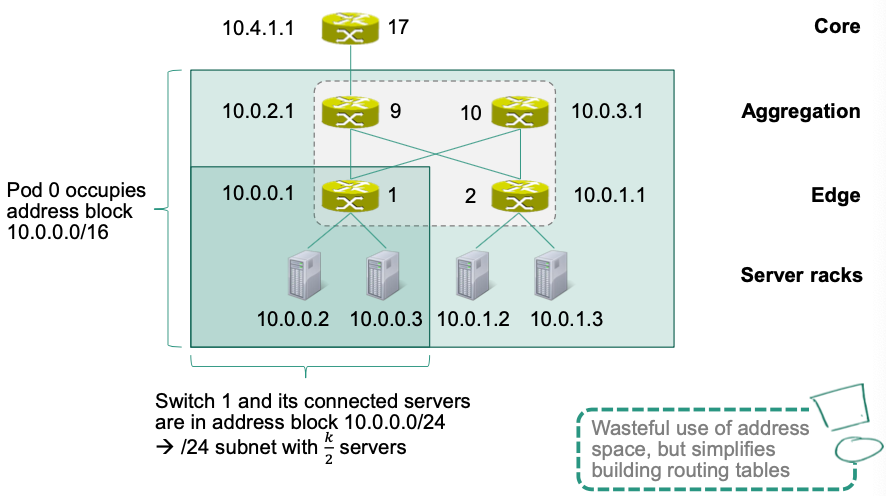 10.4.1.1 17 Core
10.0.2.1 9 10 10.0.3.1 Aggregation
Pod 0 occupies
address block
10.0.0.0/16
10.0.0.1 1 2 10.0.1.1 Edge
Server racks
10.0.0.2 10.0.0.3 10.0.1.2 10.0.1.3
Switch 1 and its connected servers
are in address block 10.0.0.0/24
→ /24 subnet with k/2 servers
Wasteful use of address
space, but simplifies
building routing tables